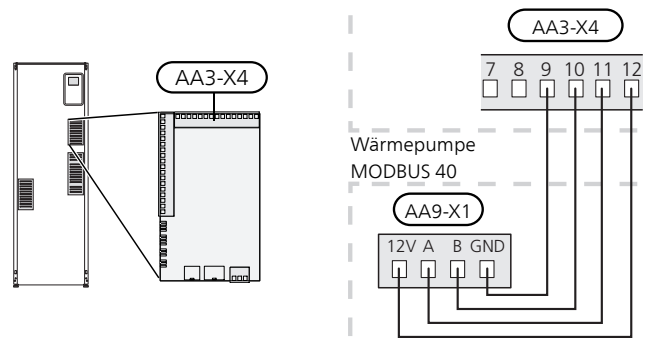 AA3-X4
AA3-X4
7 8 9 10 11 12
Wärmepumpe
MODBUS 40
AA9-X1
12V A B GND